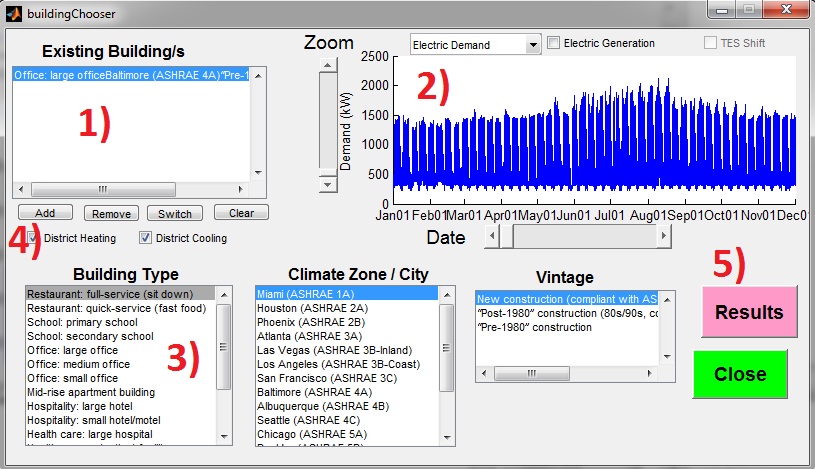 buildingChooser
Existing Building/s
Zoom
Electric Demand
Electric Generation
TES Shift
Office: large officeBaltimore (ASHRAE 4A)"Pre-1
1)
2)
Demand (kW)
2500
2000
1500
1000
500
0
Jan01 Feb01 Mar01 Apr01 May01 Jun01 Jul01 Aug01 Sep01 Oct01 Nov01 Dec01
Add
Remove
Switch
Clear
4)
District Heating
District Cooling
Date
Building Type
Restaurant: full-service (sit down)
Restaurant: quick-service (fast food)
School: primary school
School: secondary school
Office: large office
Office: medium office
Office: small office
Mid-rise apartment building
Hospitality: large hotel
Hospitality: small hotel/motel
Health care: large hospital
3)
Climate Zone / City
Miami (ASHRAE 1A)
Houston (ASHRAE 2A)
Phoenix (ASHRAE 2B)
Atlanta (ASHRAE 3A)
Las Vegas (ASHRAE 3B-Inland)
Los Angeles (ASHRAE 3B-Coast)
San Francisco (ASHRAE 3C)
Baltimore (ASHRAE 4A)
Albuquerque (ASHRAE 4B)
Seattle (ASHRAE 4C)
Chicago (ASHRAE 5A)
Vintage
New construction (compliant with AS
"Post-1980" construction (80s/90s, co
"Pre-1980" construction
5)
Results
Close